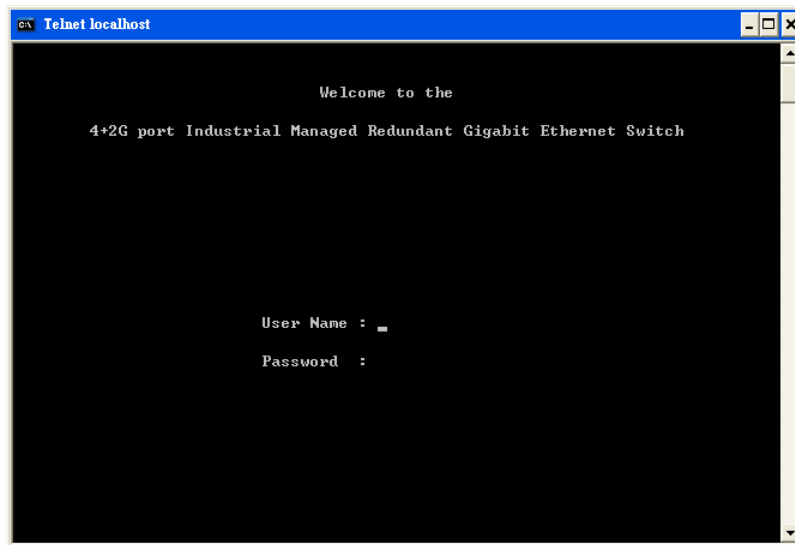 Telnet localhost
Welcome to the
4+2G port Industrial Managed Redundant Gigabit Ethernet Switch
User Name : _
Password  :